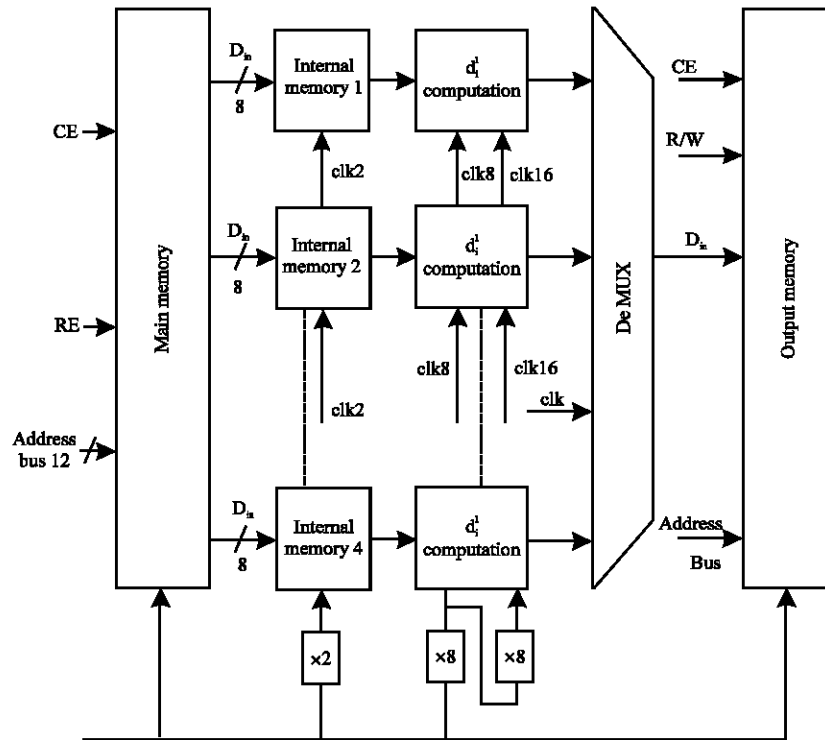 D_in
8
Internal
memory 1
d_i^1
computation
CE
CE
R/W
clk2
clk8
clk16
D_in
8
Internal
memory 2
d_i^1
computation
D_in
Main memory
De MUX
Output memory
RE
clk2
clk8
clk16
clk
Address
bus 12
D_in
8
Internal
memory 4
d_i^1
computation
Address
Bus
×2
×8
×8